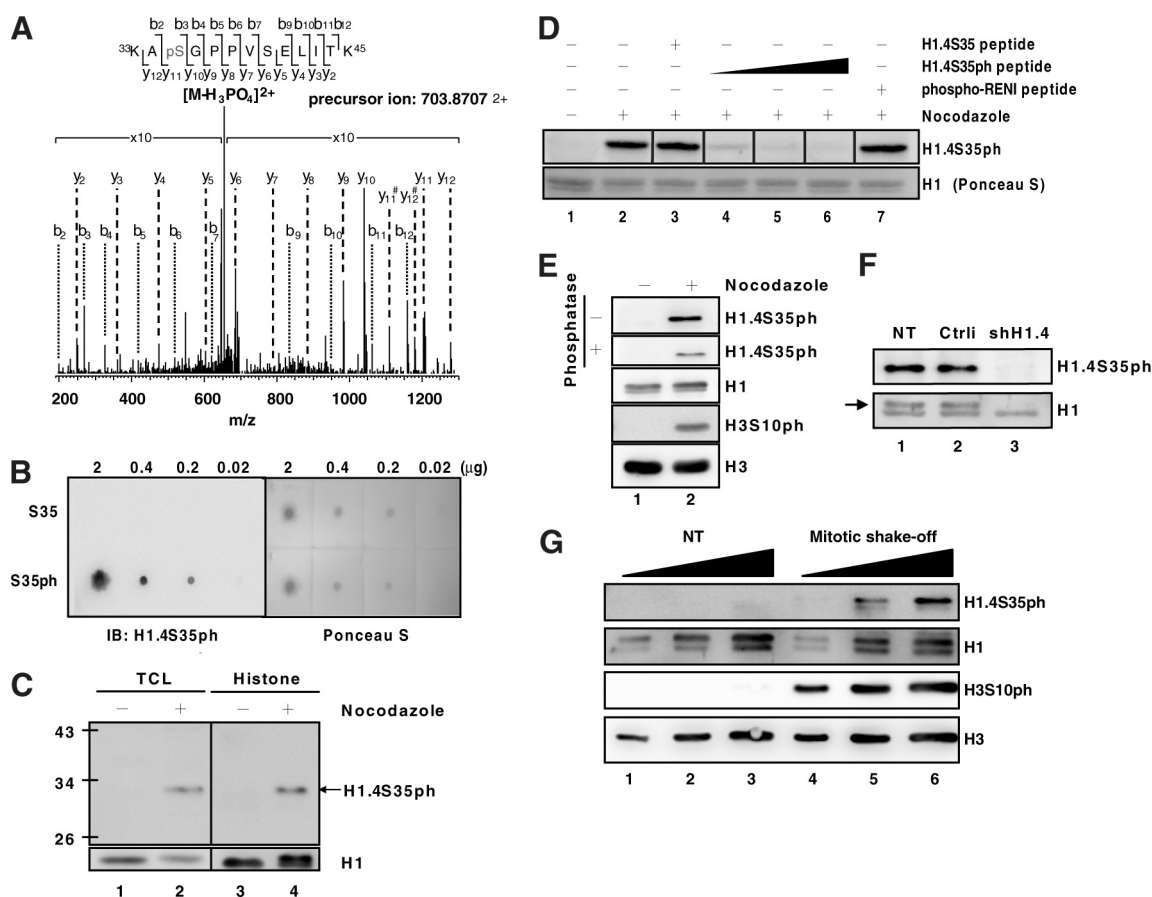 A
b2 b3 b4 b5 b6 b7 b9 b10 b11 b12
33K A pS G P P V S E L I T K45
y12 y11 y10 y9 y8 y7 y6 y5 y4 y3 y2
[M-H3PO4]2+
precursor ion: 703.8707 2+
x10 x10
y2 y3 y4 y5 y6 y7 y8 y9 y10 y11# y12# y11 y12
b2 b3 b4 b5 b6 b7 b9 b10 b11 b12
200 400 600 800 1000 1200
m/z
B
2 0.4 0.2 0.02 2 0.4 0.2 0.02 (μg)
S35
S35ph
IB: H1.4S35ph Ponceau S
C
TCL Histone
− + − + Nocodazole
43
34
26
H1.4S35ph
H1
1 2 3 4
D
− − + − − − − H1.4S35 peptide
− − − − H1.4S35ph peptide
− − − − − − + phospho-RENI peptide
− + + + + + + Nocodazole
H1.4S35ph
H1 (Ponceau S)
1 2 3 4 5 6 7
E
− + Nocodazole
Phosphatase
− H1.4S35ph
+ H1.4S35ph
H1
H3S10ph
H3
1 2
F
NT Ctrli shH1.4
H1.4S35ph
H1
1 2 3
G
NT Mitotic shake-off
H1.4S35ph
H1
H3S10ph
H3
1 2 3 4 5 6